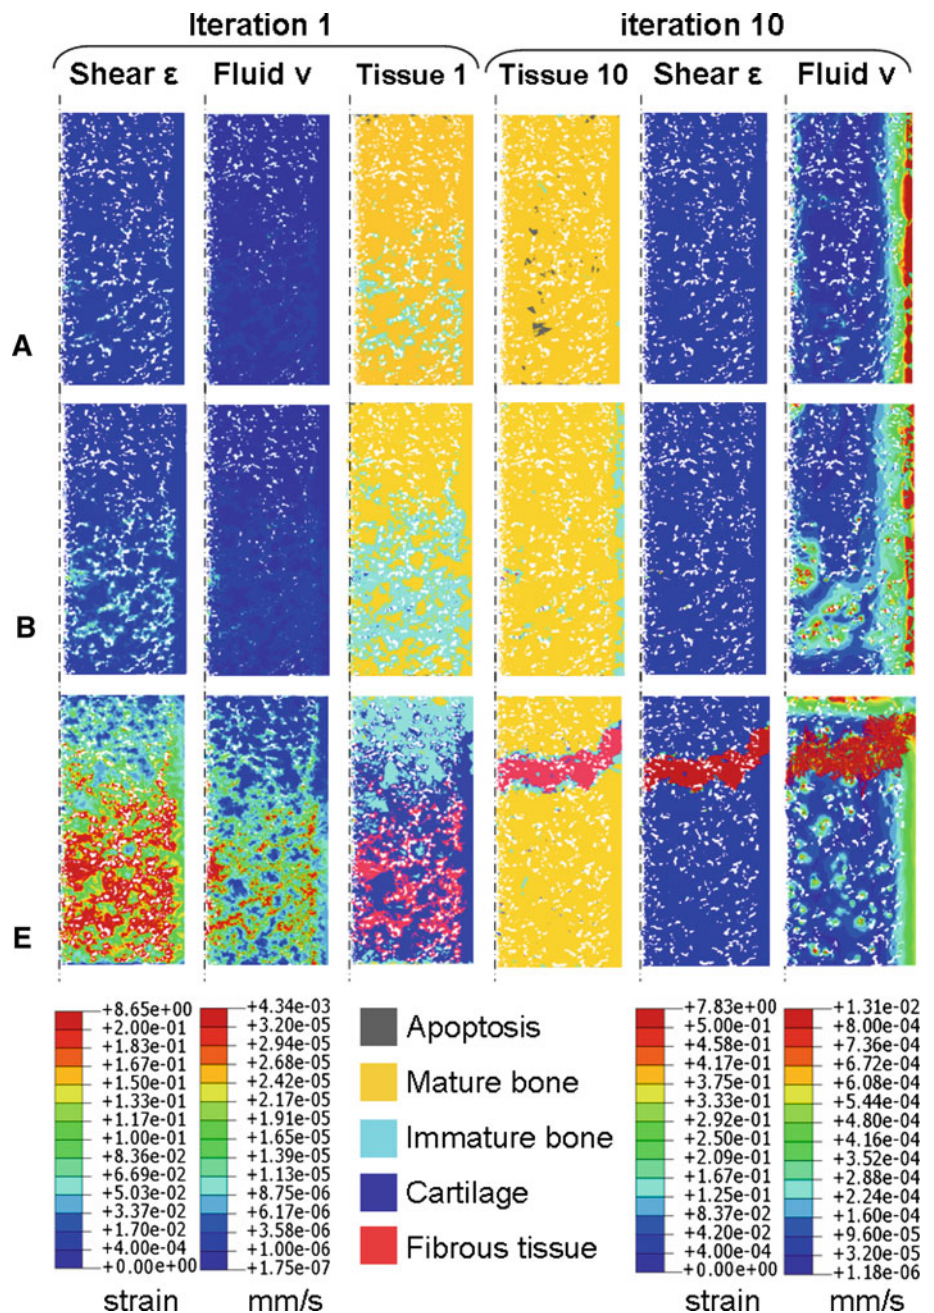 Iteration 1 iteration 10
Shear ε Fluid v Tissue 1 Tissue 10 Shear ε Fluid v
A
B
E
+8.65e+00
+2.00e-01
+1.83e-01
+1.67e-01
+1.50e-01
+1.33e-01
+1.17e-01
+1.00e-01
+8.36e-02
+6.69e-02
+5.03e-02
+3.37e-02
+1.70e-02
+4.00e-04
+0.00e+00
strain
+4.34e-03
+3.20e-05
+2.94e-05
+2.68e-05
+2.42e-05
+2.17e-05
+1.91e-05
+1.65e-05
+1.39e-05
+1.13e-05
+8.75e-06
+6.17e-06
+3.58e-06
+1.00e-06
+1.75e-07
mm/s
Apoptosis
Mature bone
Immature bone
Cartilage
Fibrous tissue
+7.83e+00
+5.00e-01
+4.58e-01
+4.17e-01
+3.75e-01
+3.33e-01
+2.92e-01
+2.50e-01
+2.09e-01
+1.67e-01
+1.25e-01
+8.37e-02
+4.20e-02
+4.00e-04
+0.00e+00
strain
+1.31e-02
+8.00e-04
+7.36e-04
+6.72e-04
+6.08e-04
+5.44e-04
+4.80e-04
+4.16e-04
+3.52e-04
+2.88e-04
+2.24e-04
+1.60e-04
+9.60e-05
+3.20e-05
+1.18e-06
mm/s